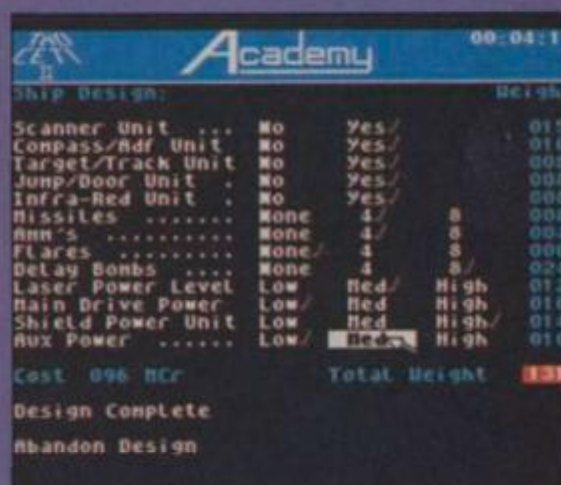 Academy 00:04:1
Ship Design: Weigh
Scanner Unit ... No Yes/ 015
Compass/Adf Unit No Yes/ 010
Target/Track Unit No Yes/ 005
Jump/Door Unit . No Yes/
Infra-Red Unit . No Yes/
Missiles ....... None 4/ 8
AMM's .......... None 4/ 8
Flares ......... None/ 4 8
Delay Bombs .... None 4 8/
Laser Power Level Low Med/ High
Main Drive Power Low Med High
Shield Power Unit Low Med High/
Aux Power ...... Low/ Med High
Cost 096 MCr Total Weight
Design Complete
Abandon Design